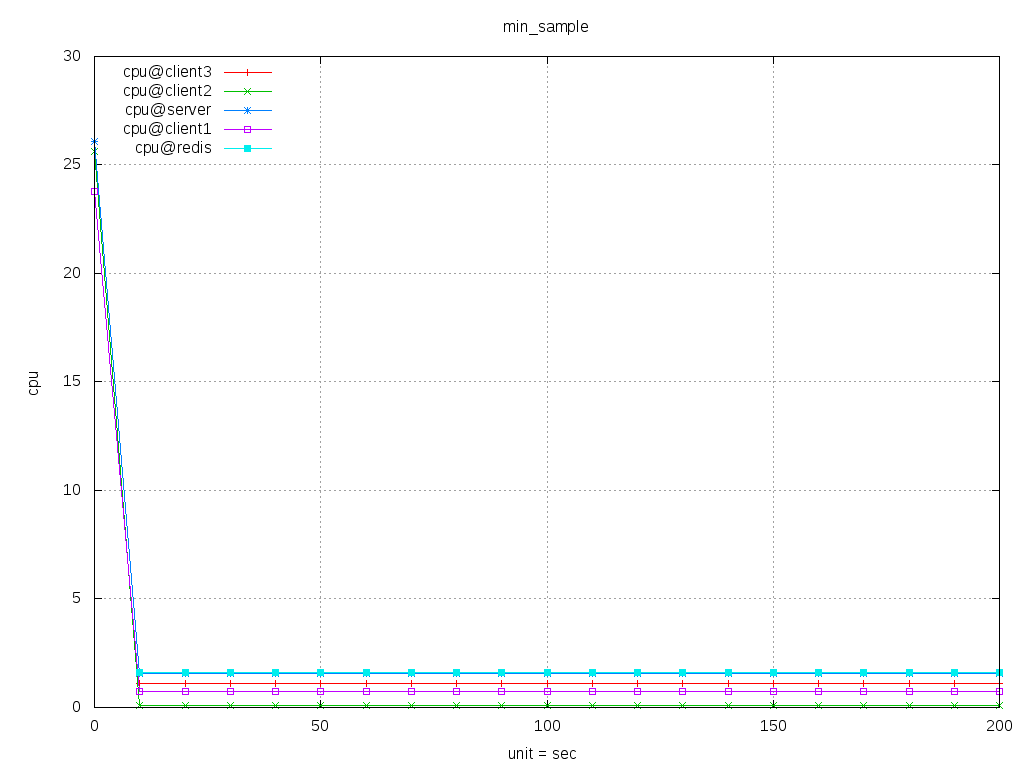 min_sample
30
cpu@client3
cpu@client2
cpu@server
cpu@client1
cpu@redis
25
20
15
cpu
10
5
0
0 50 100 150 200
unit = sec